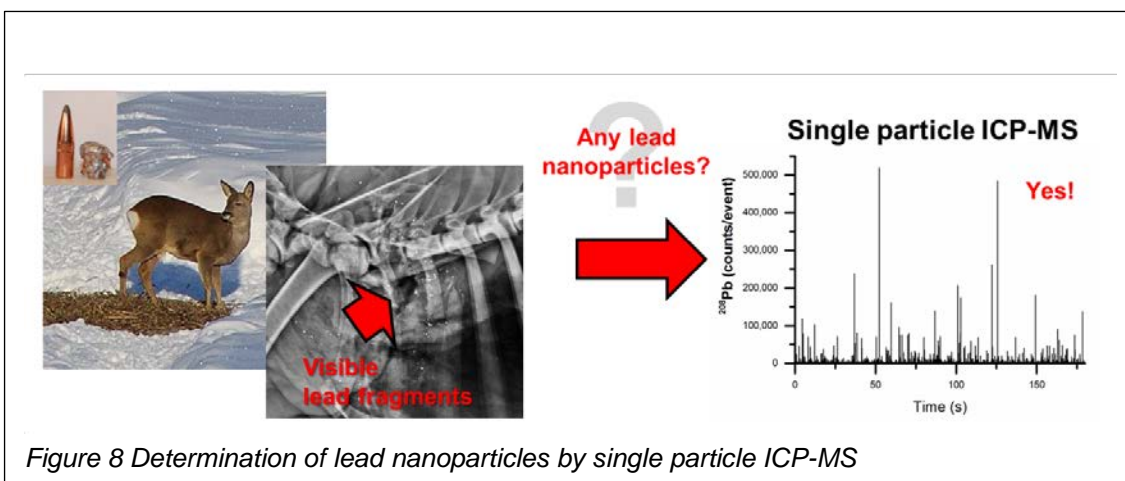 Visible
lead fragments
?
Any lead
nanoparticles?
Single particle ICP-MS
Yes!
²⁰⁸Pb (counts/event)
500,000
400,000
300,000
200,000
100,000
0
0
50
100
150
Time (s)
Figure 8 Determination of lead nanoparticles by single particle ICP-MS